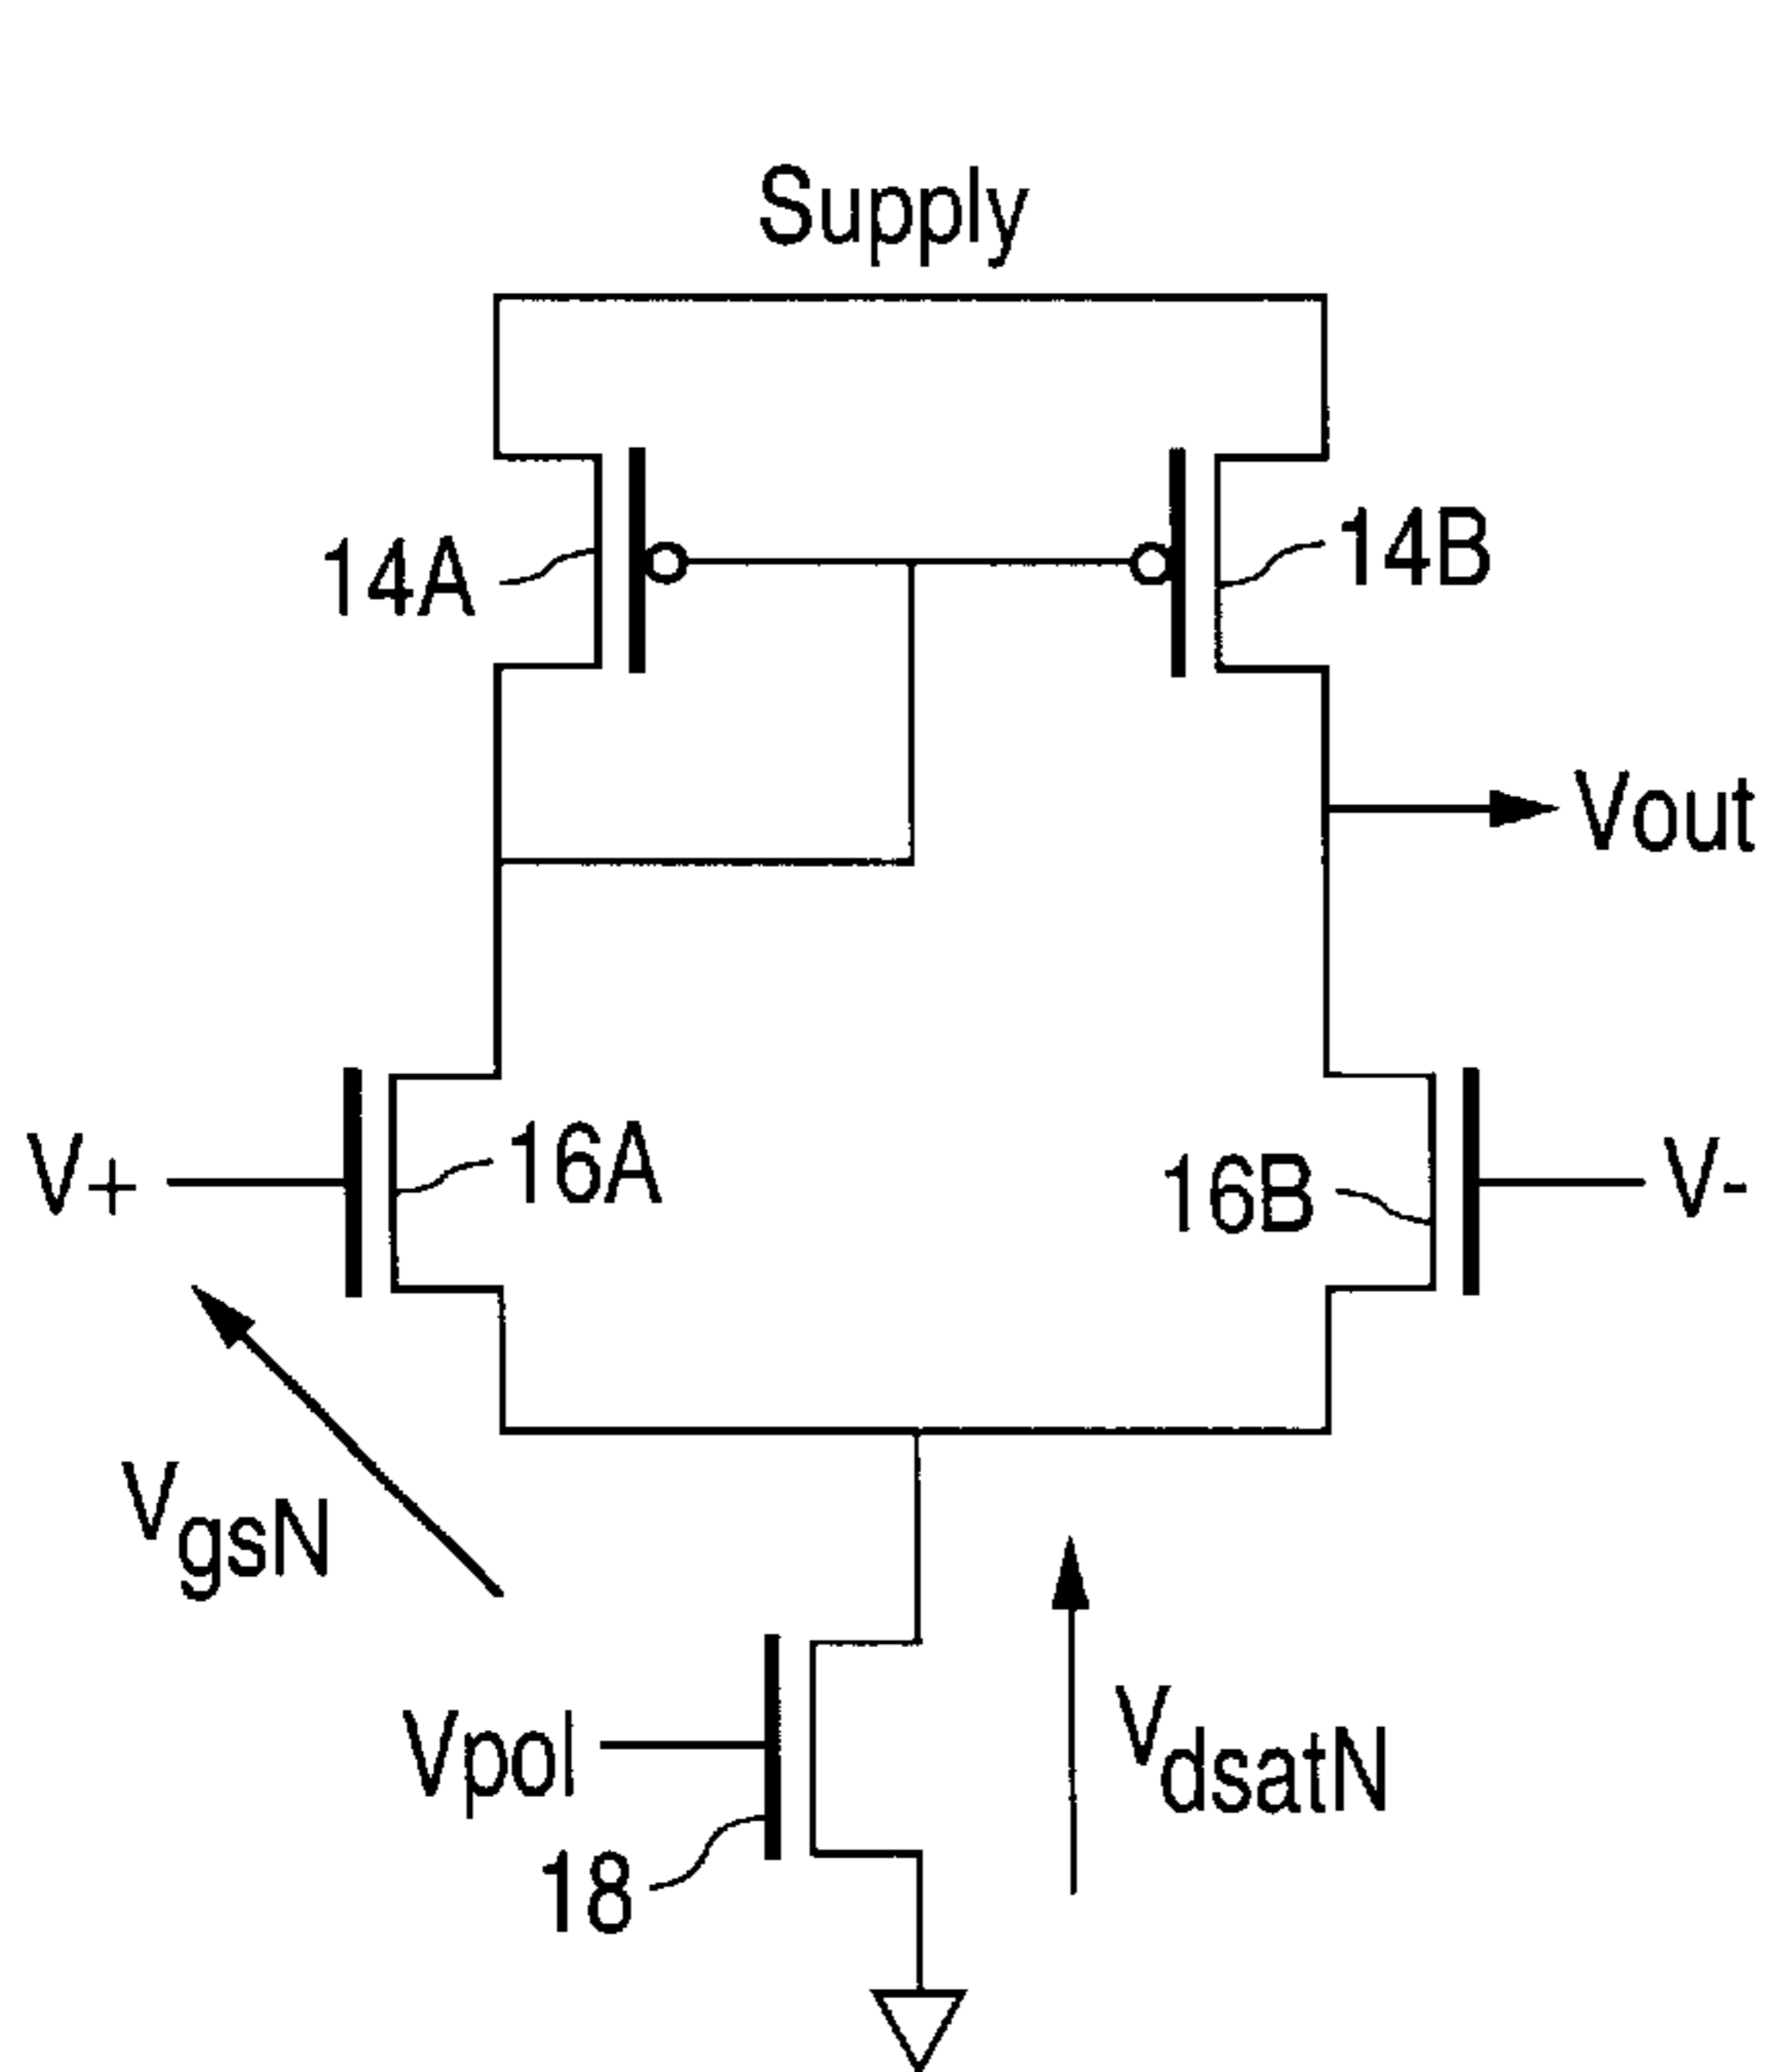 Supply
14A
14B
Vout
V+
16A
16B
V-
VgsN
Vpol
VdsatN
18